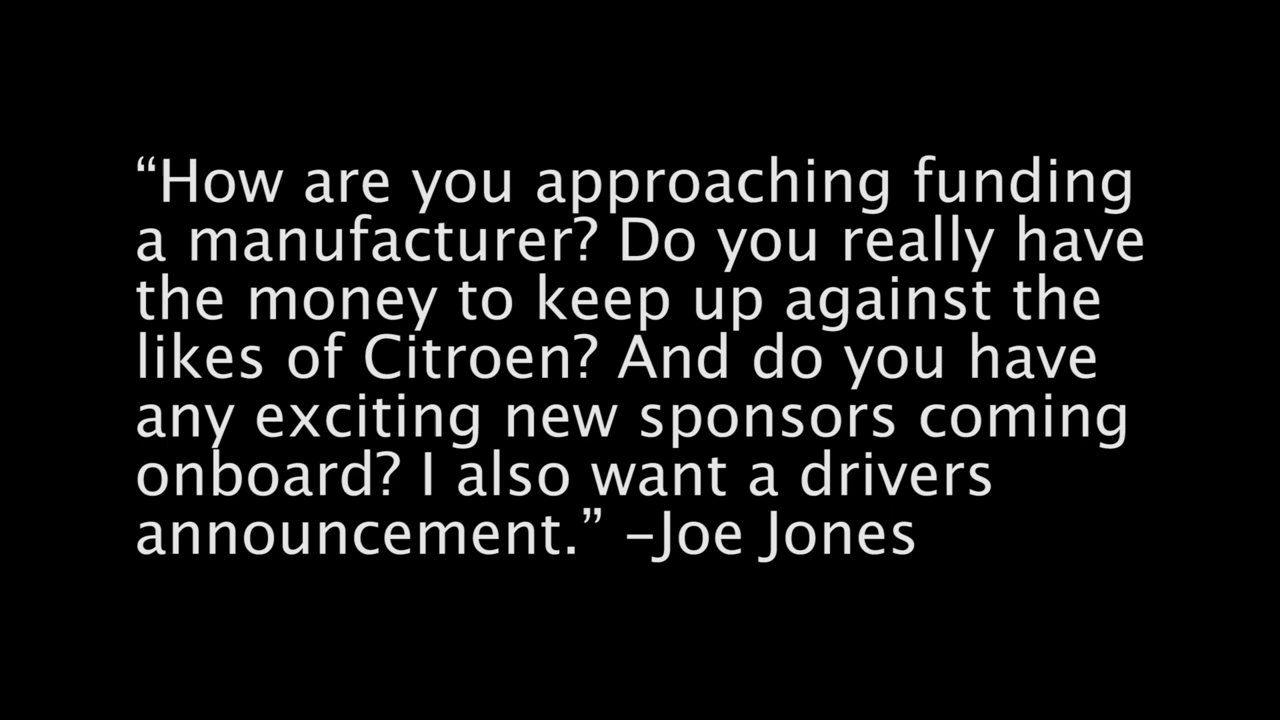 “How are you approaching funding
a manufacturer? Do you really have
the money to keep up against the
likes of Citroen? And do you have
any exciting new sponsors coming
onboard? I also want a drivers
announcement.” –Joe Jones